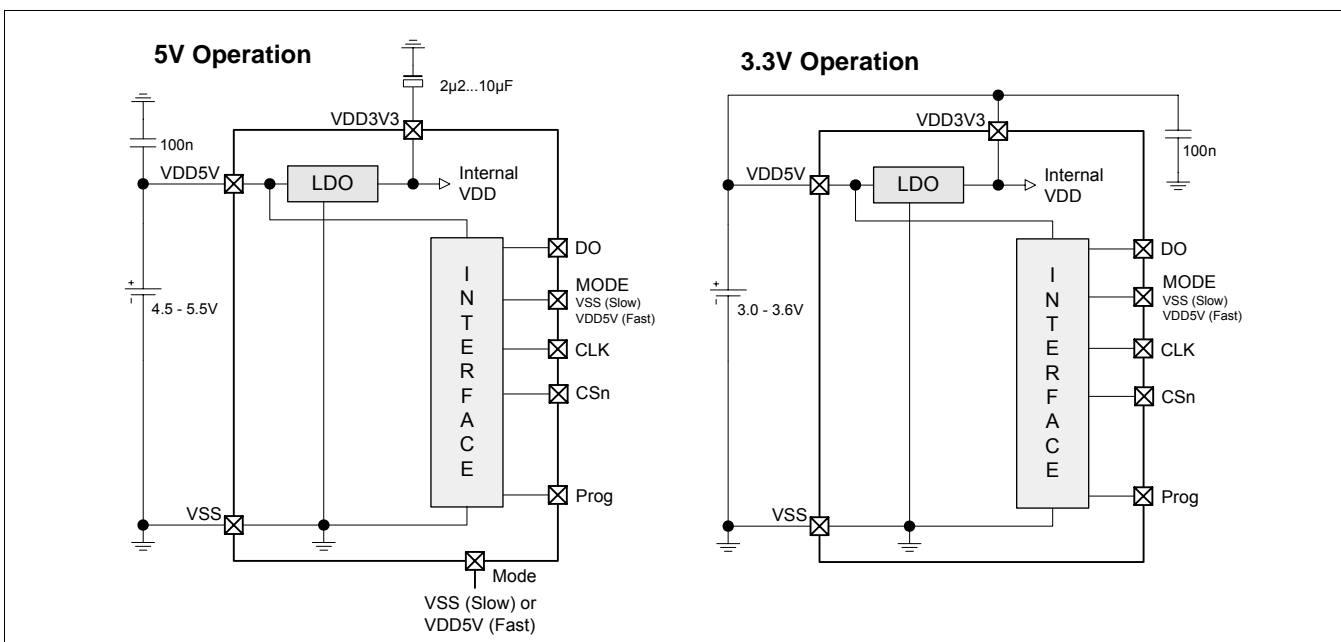 5V Operation
2µ2...10µF
VDD3V3
100n
VDD5V
LDO
Internal
VDD
INTERFACE
DO
MODE
VSS (Slow)
VDD5V (Fast)
4.5 - 5.5V
CLK
CSn
Prog
VSS
Mode
VSS (Slow) or
VDD5V (Fast)
3.3V Operation
VDD3V3
100n
VDD5V
LDO
Internal
VDD
INTERFACE
DO
MODE
VSS (Slow)
VDD5V (Fast)
3.0 - 3.6V
CLK
CSn
Prog
VSS